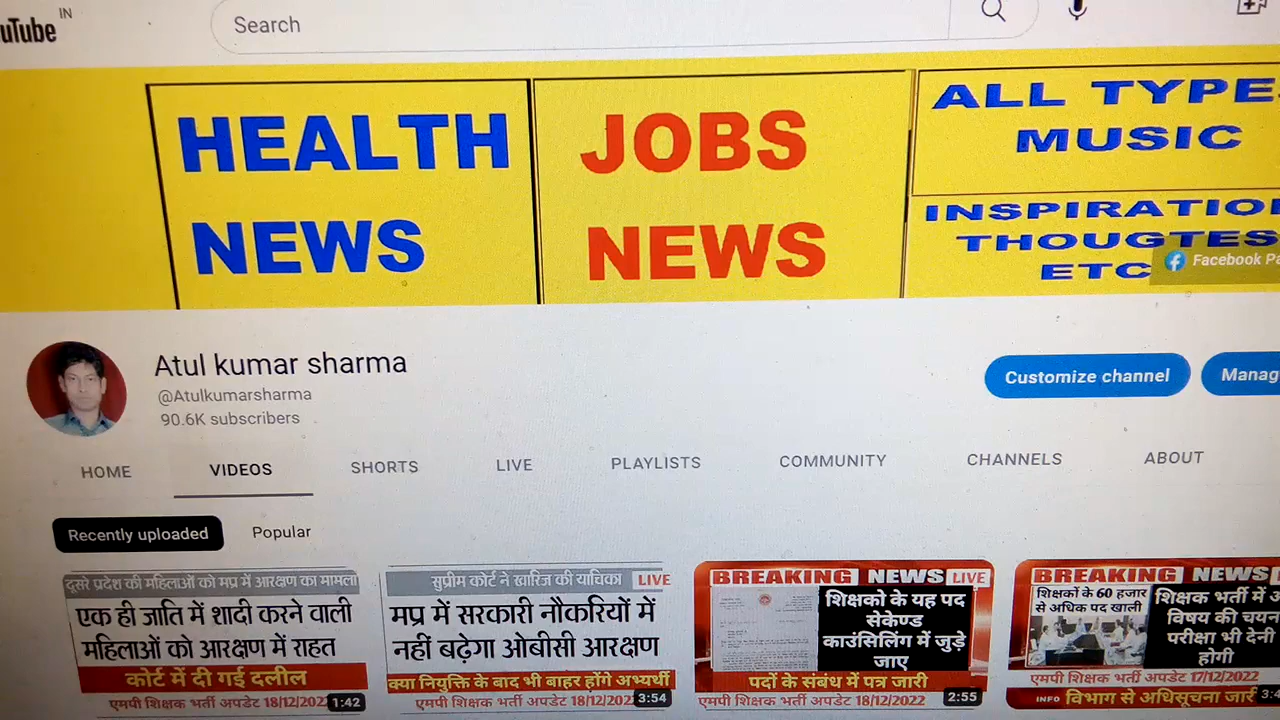 uTube IN
Search
HEALTH NEWS
JOBS NEWS
ALL TYPE
MUSIC
INSPIRATIO
THOUGTES
ETC
Facebook Pa
Atul kumar sharma
@Atulkumarsharma
90.6K subscribers
Customize channel
Manag
HOME VIDEOS SHORTS LIVE PLAYLISTS COMMUNITY CHANNELS ABOUT
Recently uploaded Popular
दूसरे प्रदेश की महिलाओं को मप्र में आरक्षण का मामला
एक ही जाति में शादी करने वाली
महिलाओं को आरक्षण में राहत
कोर्ट में दी गई दलील
एमपी शिक्षक भर्ती अपडेट 18/12/2022
1:42
सुप्रीम कोर्ट ने खारिज की याचिका LIVE
मप्र में सरकारी नौकरियों में
नहीं बढ़ेगा ओबीसी आरक्षण
क्या नियुक्ति के बाद भी बाहर होंगे अभ्यर्थी
एमपी शिक्षक भर्ती अपडेट 18/12/202
3:54
BREAKING NEWS LIVE
शिक्षको के यह पद
सेकेण्ड
काउंसिलिंग में जुड़े
जाए
पदों के संबंध में पत्र जारी
एमपी शिक्षक भर्ती अपडेट 18/12/2022
2:55
BREAKING NEWS
शिक्षकों के 60 हजार
से अधिक पद खाली
शिक्षक भर्ती में
विषय की चयन
परीक्षा भी देनी
होगी
एमपी शिक्षक भर्ती अपडेट 17/12/2022
INFO विभाग से अधिसूचना जारी
3:4